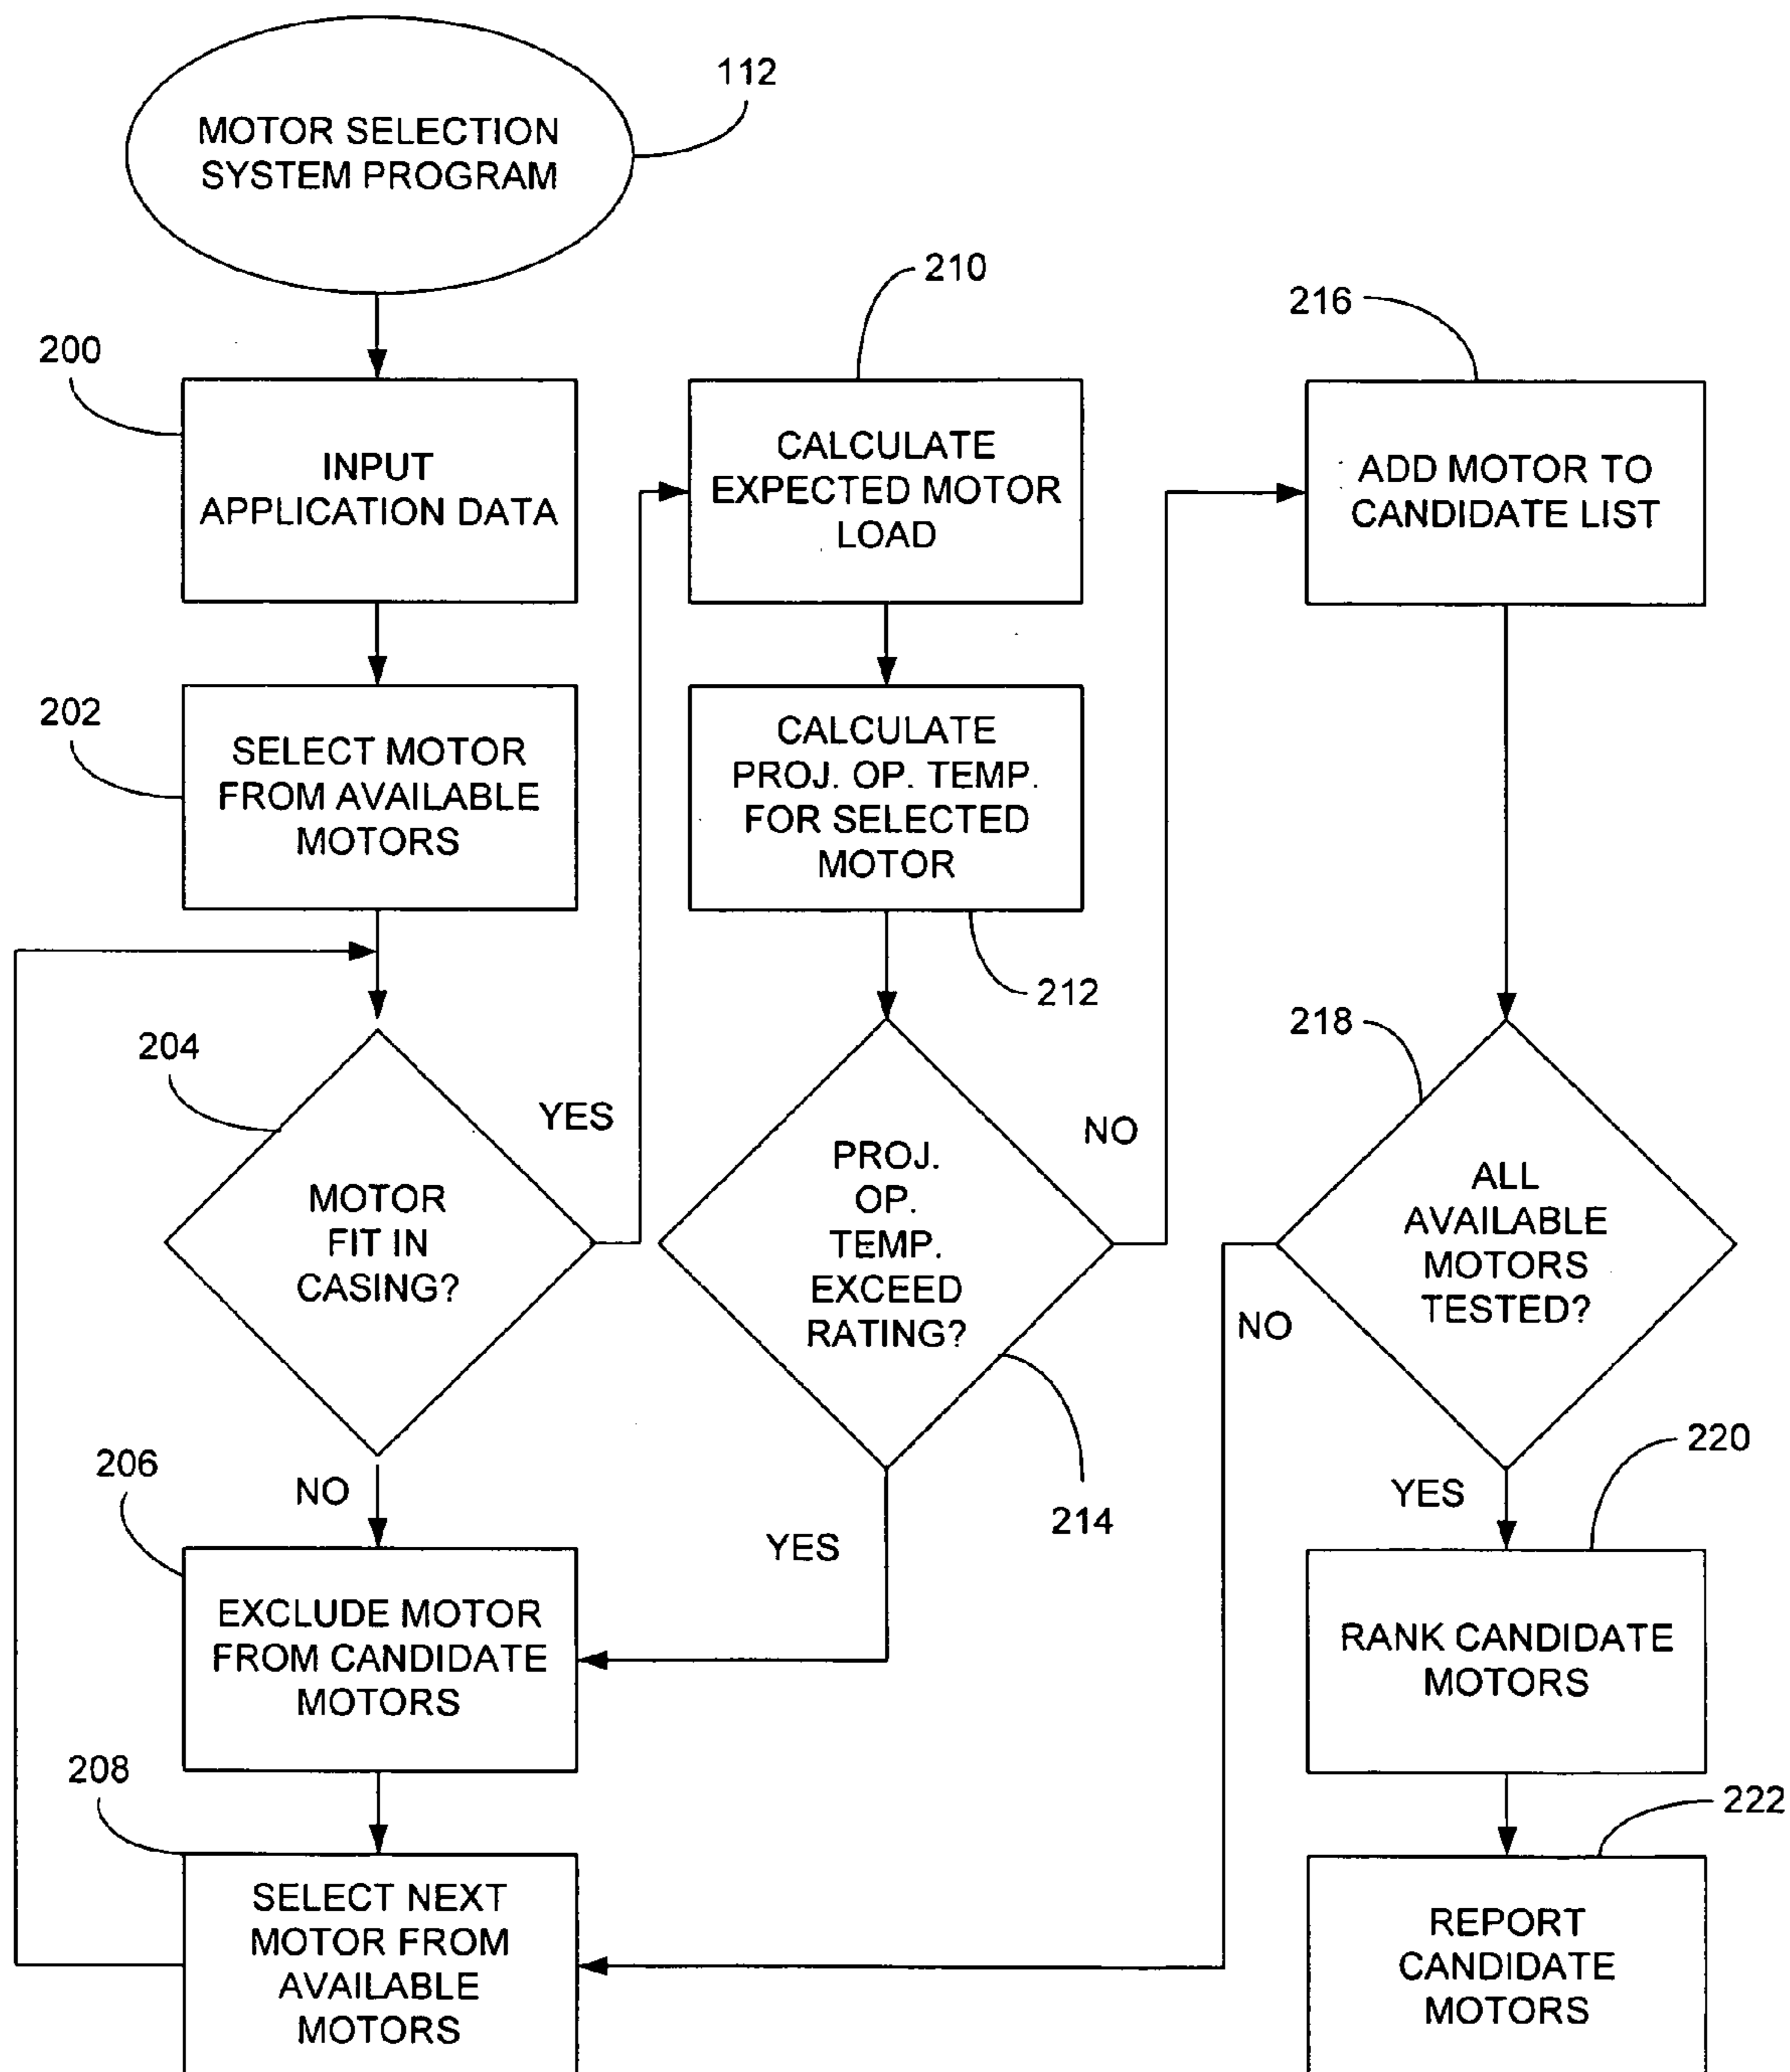 MOTOR SELECTION
SYSTEM PROGRAM
112
200
INPUT
APPLICATION DATA
202
SELECT MOTOR
FROM AVAILABLE
MOTORS
204
MOTOR
FIT IN
CASING?
YES
NO
206
EXCLUDE MOTOR
FROM CANDIDATE
MOTORS
208
SELECT NEXT
MOTOR FROM
AVAILABLE
MOTORS
210
CALCULATE
EXPECTED MOTOR
LOAD
CALCULATE
PROJ. OP. TEMP.
FOR SELECTED
MOTOR
212
PROJ.
OP.
TEMP.
EXCEED
RATING?
NO
214
YES
216
ADD MOTOR TO
CANDIDATE LIST
218
ALL
AVAILABLE
MOTORS
TESTED?
NO
YES
220
RANK CANDIDATE
MOTORS
222
REPORT
CANDIDATE
MOTORS